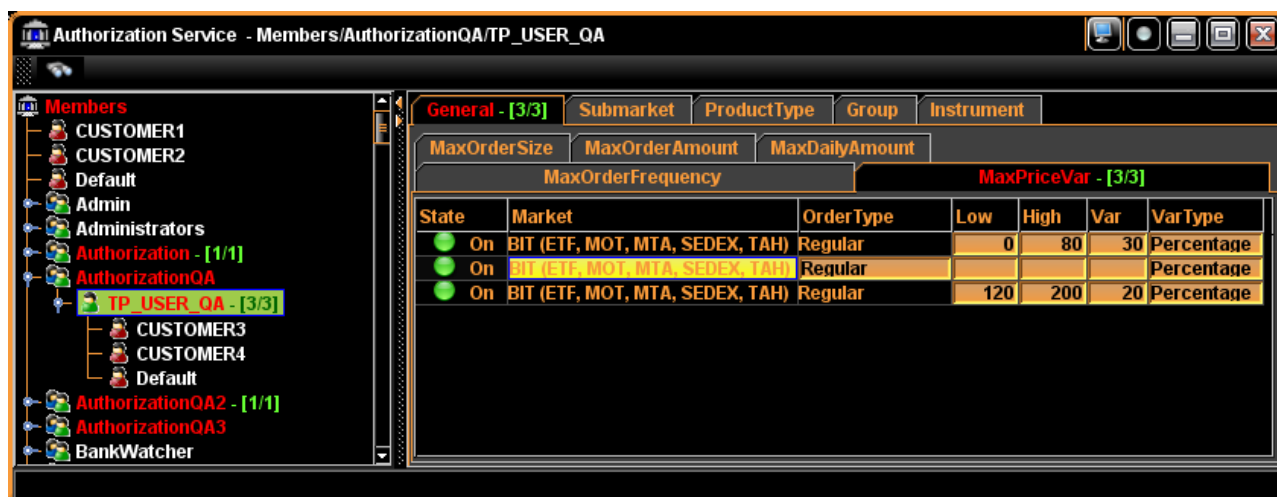 Authorization Service - Members/AuthorizationQA/TP_USER_QA
Members
CUSTOMER1
CUSTOMER2
Default
Admin
Administrators
Authorization - [1/1]
AuthorizationQA
TP_USER_QA - [3/3]
CUSTOMER3
CUSTOMER4
Default
AuthorizationQA2 - [1/1]
AuthorizationQA3
BankWatcher
General - [3/3] Submarket ProductType Group Instrument
MaxOrderSize MaxOrderAmount MaxDailyAmount
MaxOrderFrequency MaxPriceVar - [3/3]
State Market OrderType Low High Var VarType
On BIT (ETF, MOT, MTA, SEDEX, TAH) Regular 0 80 30 Percentage
On BIT (ETF, MOT, MTA, SEDEX, TAH) Regular Percentage
On BIT (ETF, MOT, MTA, SEDEX, TAH) Regular 120 200 20 Percentage